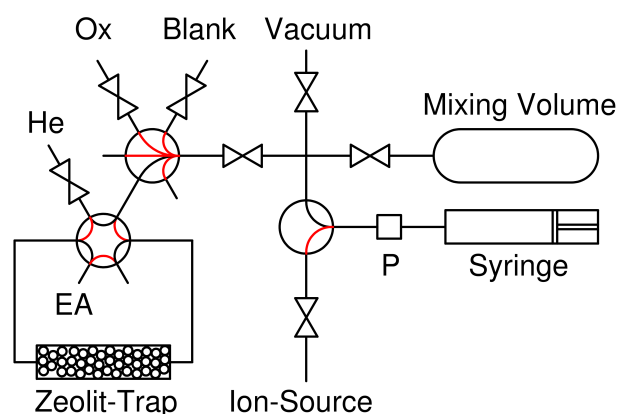 Ox
Blank
Vacuum
Mixing Volume
He
P
Syringe
EA
Zeolit-Trap
Ion-Source